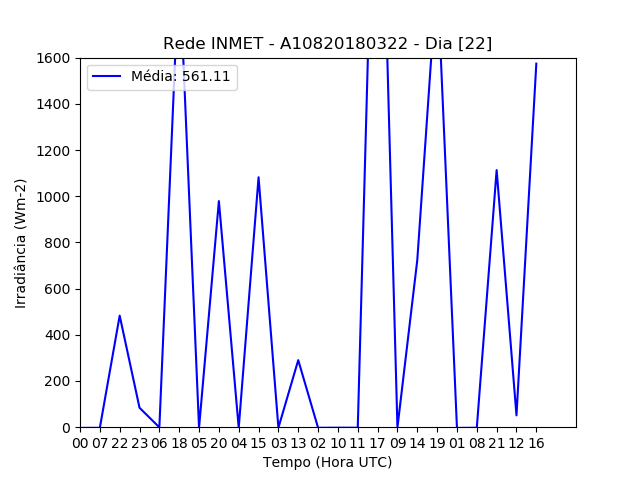 Rede INMET - A10820180322 - Dia [22]
Média: 561.11
1600
1400
1200
1000
800
600
400
200
0
Irradiância (Wm-2)
00 07 22 23 06 18 05 20 04 15 03 13 02 10 11 17 09 14 19 01 08 21 12 16
Tempo (Hora UTC)